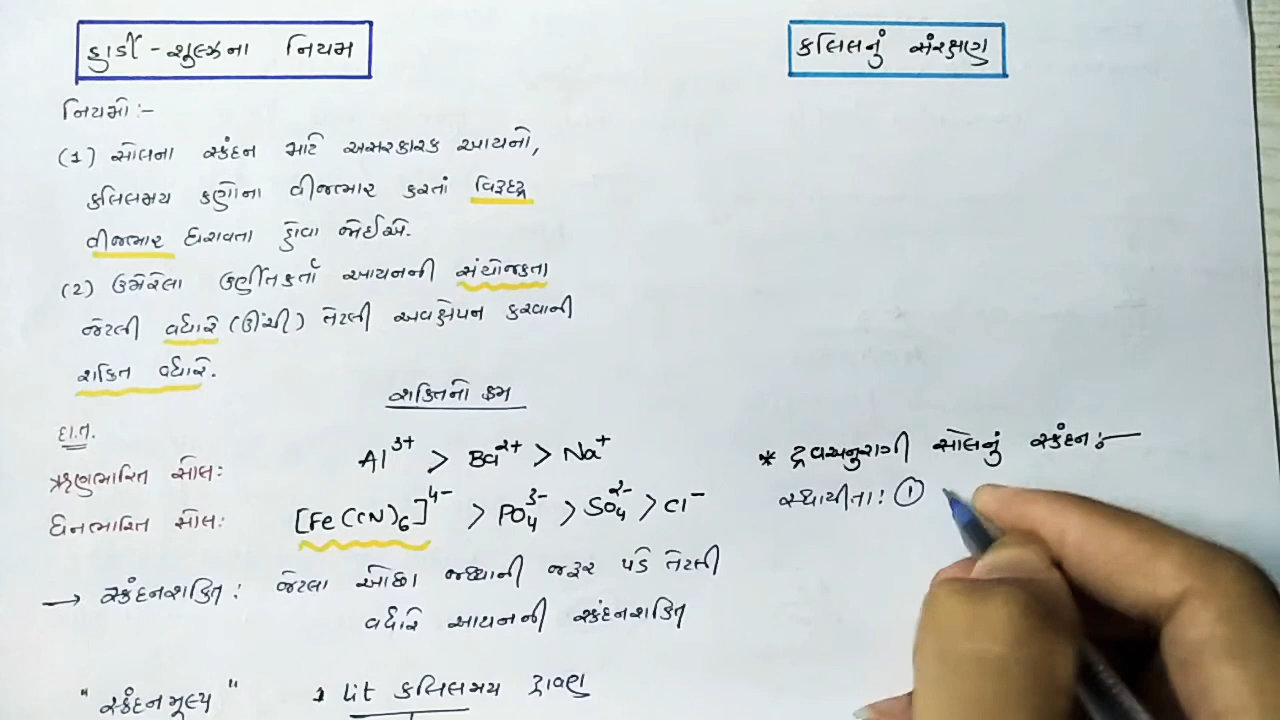 હાર્ડી - શૂલ્ઝના નિયમ
નિયમો :-
(1) સોલના સ્કંદન માટે અસરકારક આયનો,
કલિલમય કણોના વીજભાર કરતાં વિરૂદ્ધ
વીજભાર ધરાવતા હોવા જોઈએ.
(2) ઉમેરેલા ઉર્ણીતકર્તા આયનની સંયોજકતા
જેટલી વધારે (ઊંચી) તેટલી અવક્ષેપન કરવાની
શક્તિ વધારે.
શક્તિનો ક્રમ
દા.ત.
ઋણભારિત સોલ: Al³⁺ > Ba²⁺ > Na⁺
ધનભારિત સોલ: [Fe(CN)₆]⁴⁻ > PO₄³⁻ > SO₄²⁻ > Cl⁻
→ સ્કંદનશક્તિ : જેટલા ઓછા જથ્થાની જરૂર પડે તેટલી
વધારે આયનની સ્કંદનશક્તિ
"સ્કંદનમૂલ્ય" 1 lit કલિલમય દ્રાવણ
કલિલનું સંરક્ષણ
* દ્રવઅનુરાગી સોલનું સ્કંદન :-
સ્થાયીતા : ①